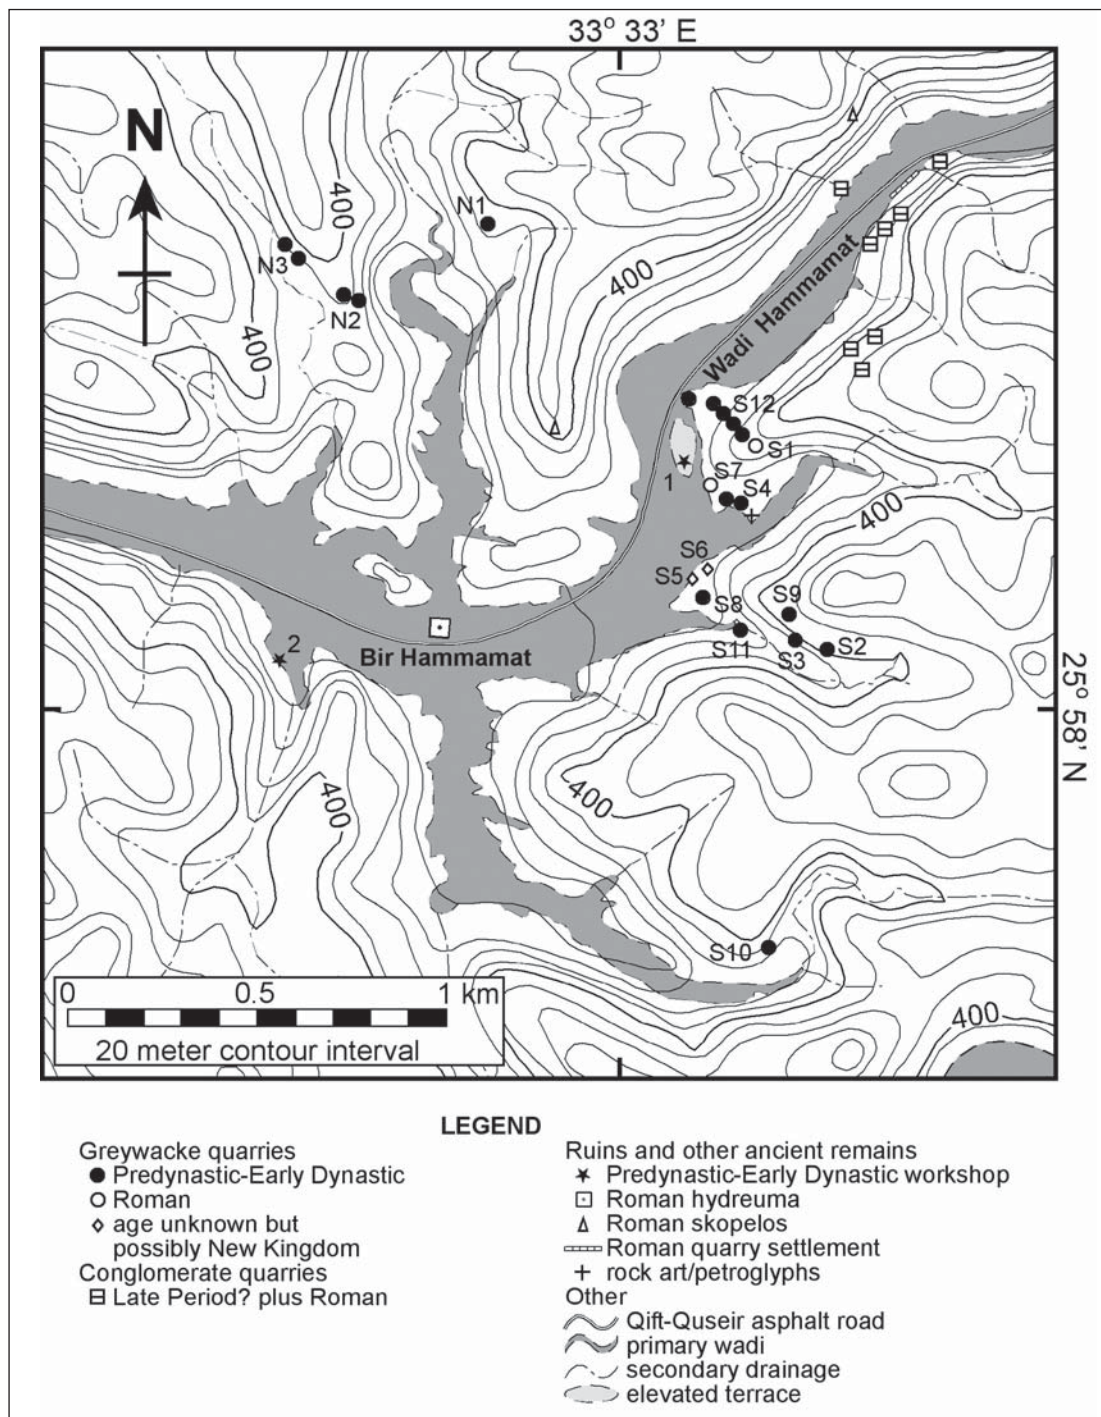 33° 33' E
N
400
N1
N3
400
400
N2
Wadi Hammamat
S12
S1
1
S7
S4
400
S6
S5
S9
S8
2
Bir Hammamat
S11
S3
S2
25° 58' N
400
400
S10
400
0 0.5 1 km
20 meter contour interval
LEGEND
Greywacke quarries
Predynastic-Early Dynastic
Roman
age unknown but
possibly New Kingdom
Conglomerate quarries
Late Period? plus Roman
Ruins and other ancient remains
Predynastic-Early Dynastic workshop
Roman hydreuma
Roman skopelos
Roman quarry settlement
rock art/petroglyphs
Other
Qift-Quseir asphalt road
primary wadi
secondary drainage
elevated terrace